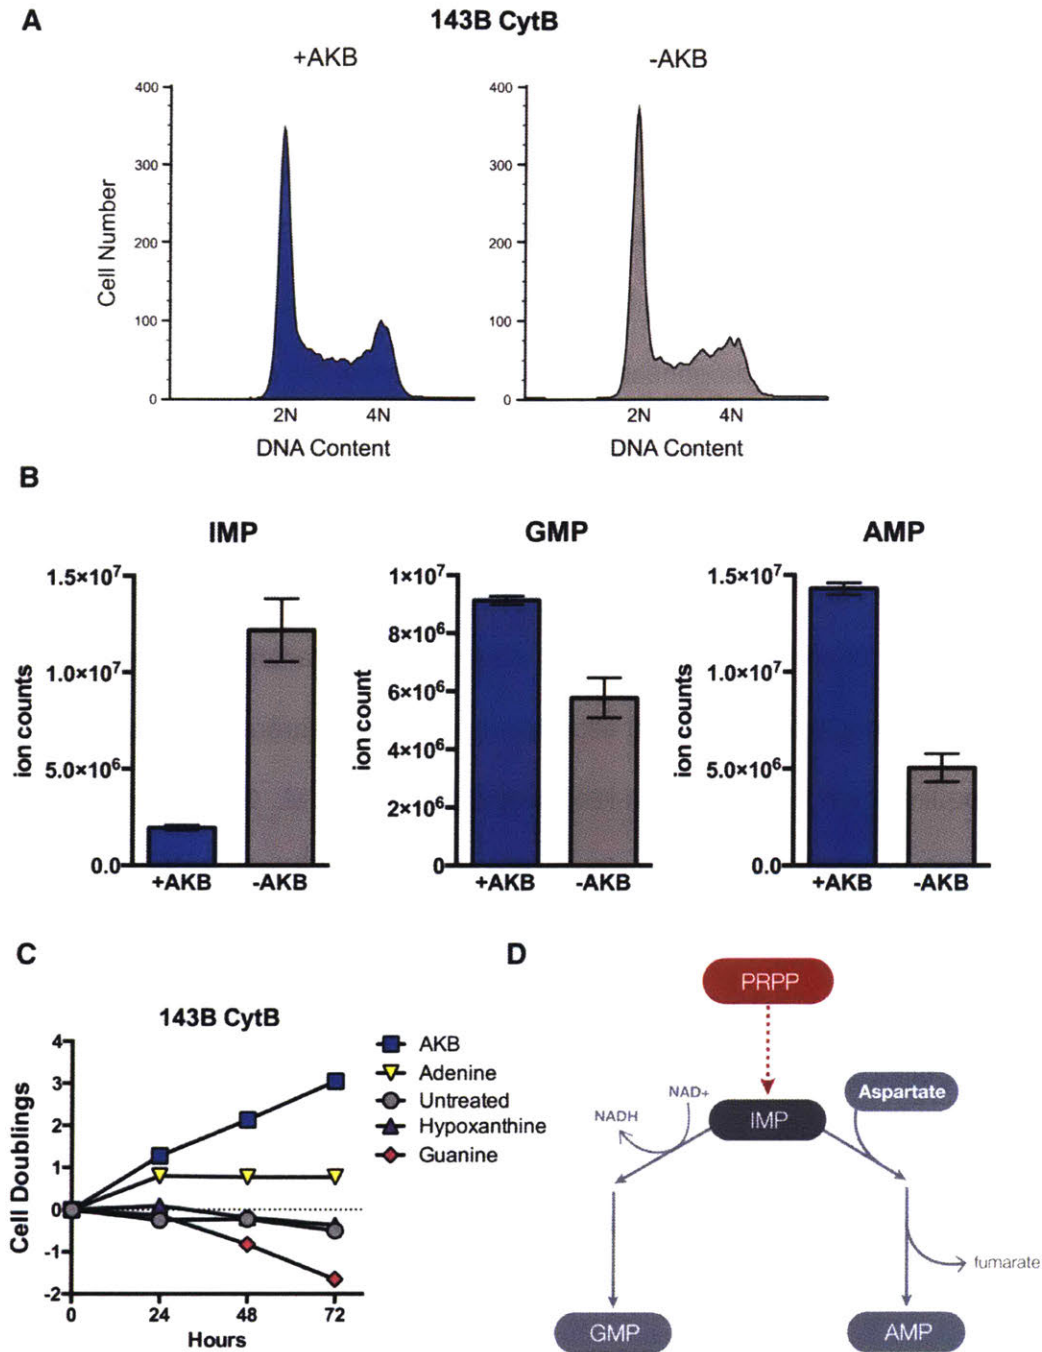 A
143B CytB
+AKB
-AKB
400
300
200
100
0
Cell Number
2N 4N
DNA Content
400
300
200
100
0
2N 4N
DNA Content
B
IMP
1.5×10⁷
1.0×10⁷
5.0×10⁶
0.0
ion counts
+AKB -AKB
GMP
1×10⁷
8×10⁶
6×10⁶
4×10⁶
2×10⁶
0
ion count
+AKB -AKB
AMP
1.5×10⁷
1.0×10⁷
5.0×10⁶
0.0
ion counts
+AKB -AKB
C
143B CytB
4
3
2
1
0
-1
-2
Cell Doublings
0 24 48 72
Hours
AKB
Adenine
Untreated
Hypoxanthine
Guanine
D
PRPP
NAD+
NADH
IMP
Aspartate
fumarate
GMP
AMP